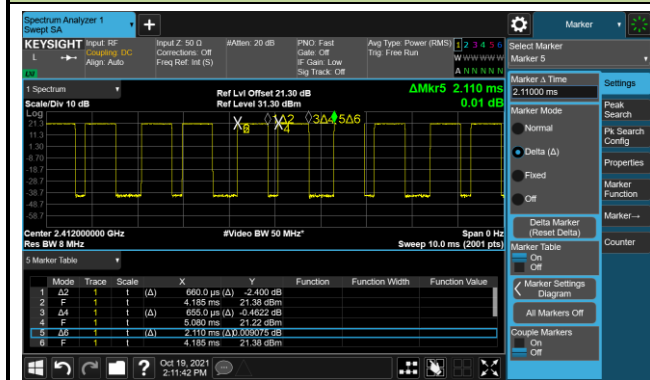 Spectrum Analyzer 1
Swept SA
Marker
KEYSIGHT
L
Input: RF
Coupling: DC
Align: Auto
Input Z: 50 Ω
Corrections: Off
Freq Ref: Int (S)
#Atten: 20 dB
PNO: Fast
Gate: Off
IF Gain: Low
Sig Track: Off
Avg Type: Power (RMS)
Trig: Free Run
1 2 3 4 5 6
W W W W W W
A N N N N N
Select Marker
Marker 5
1 Spectrum
Scale/Div 10 dB
Ref Lvl Offset 21.30 dB
Ref Level 31.30 dBm
ΔMkr5 2.110 ms
0.01 dB
Log
21.3
11.3
1.30
-8.70
-18.7
-28.7
-38.7
-48.7
-58.7
1Δ2
3Δ4
5Δ6
4
Center 2.412000000 GHz
Res BW 8 MHz
#Video BW 50 MHz*
Span 0 Hz
Sweep 10.0 ms (2001 pts)
5 Marker Table
Mode Trace Scale X Y Function Function Width Function Value
1 Δ2 1 t (Δ) 660.0 µs (Δ) -2.400 dB
2 F 1 t 4.185 ms 21.38 dBm
3 Δ4 1 t (Δ) 655.0 µs (Δ) -0.4622 dB
4 F 1 t 5.080 ms 21.22 dBm
5 Δ6 1 t (Δ) 2.110 ms (Δ) 0.009075 dB
6 F 1 t 4.185 ms 21.38 dBm
Marker Δ Time
2.11000 ms
Marker Mode
Normal
Delta (Δ)
Fixed
Off
Delta Marker
(Reset Delta)
Marker Table
On
Off
Marker Settings
Diagram
All Markers Off
Couple Markers
On
Off
Settings
Peak
Search
Pk Search
Config
Properties
Marker
Function
Marker→
Counter
?
Oct 19, 2021
2:11:42 PM